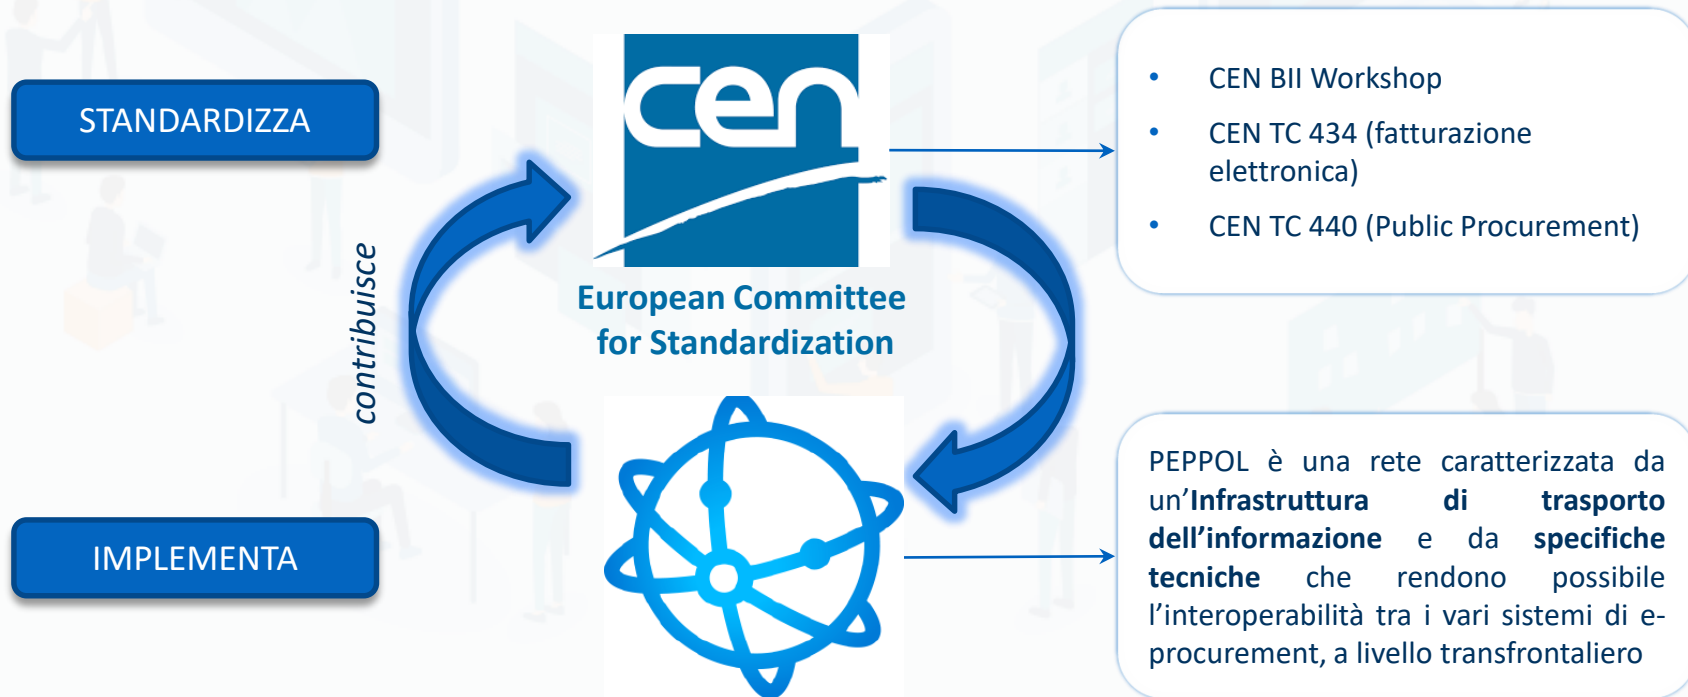 STANDARDIZZA
cen
European Committee
for Standardization
• CEN BII Workshop
• CEN TC 434 (fatturazione
elettronica)
• CEN TC 440 (Public Procurement)
contribuisce
IMPLEMENTA
PEPPOL è una rete caratterizzata da
un’Infrastruttura di trasporto
dell’informazione e da specifiche
tecniche che rendono possibile
l’interoperabilità tra i vari sistemi di e-
procurement, a livello transfrontaliero